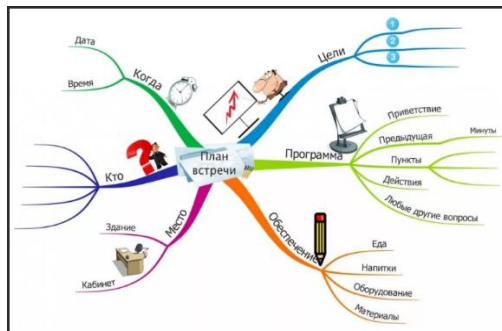 План
встречи
Когда
Дата
Время
Цели
1
2
3
Программа
Приветствие
Предыдущая
Минуты
Пункты
Действия
Любые другие вопросы
Обеспечение
Еда
Напитки
Оборудование
Материалы
Место
Здание
Кабинет
Кто
?